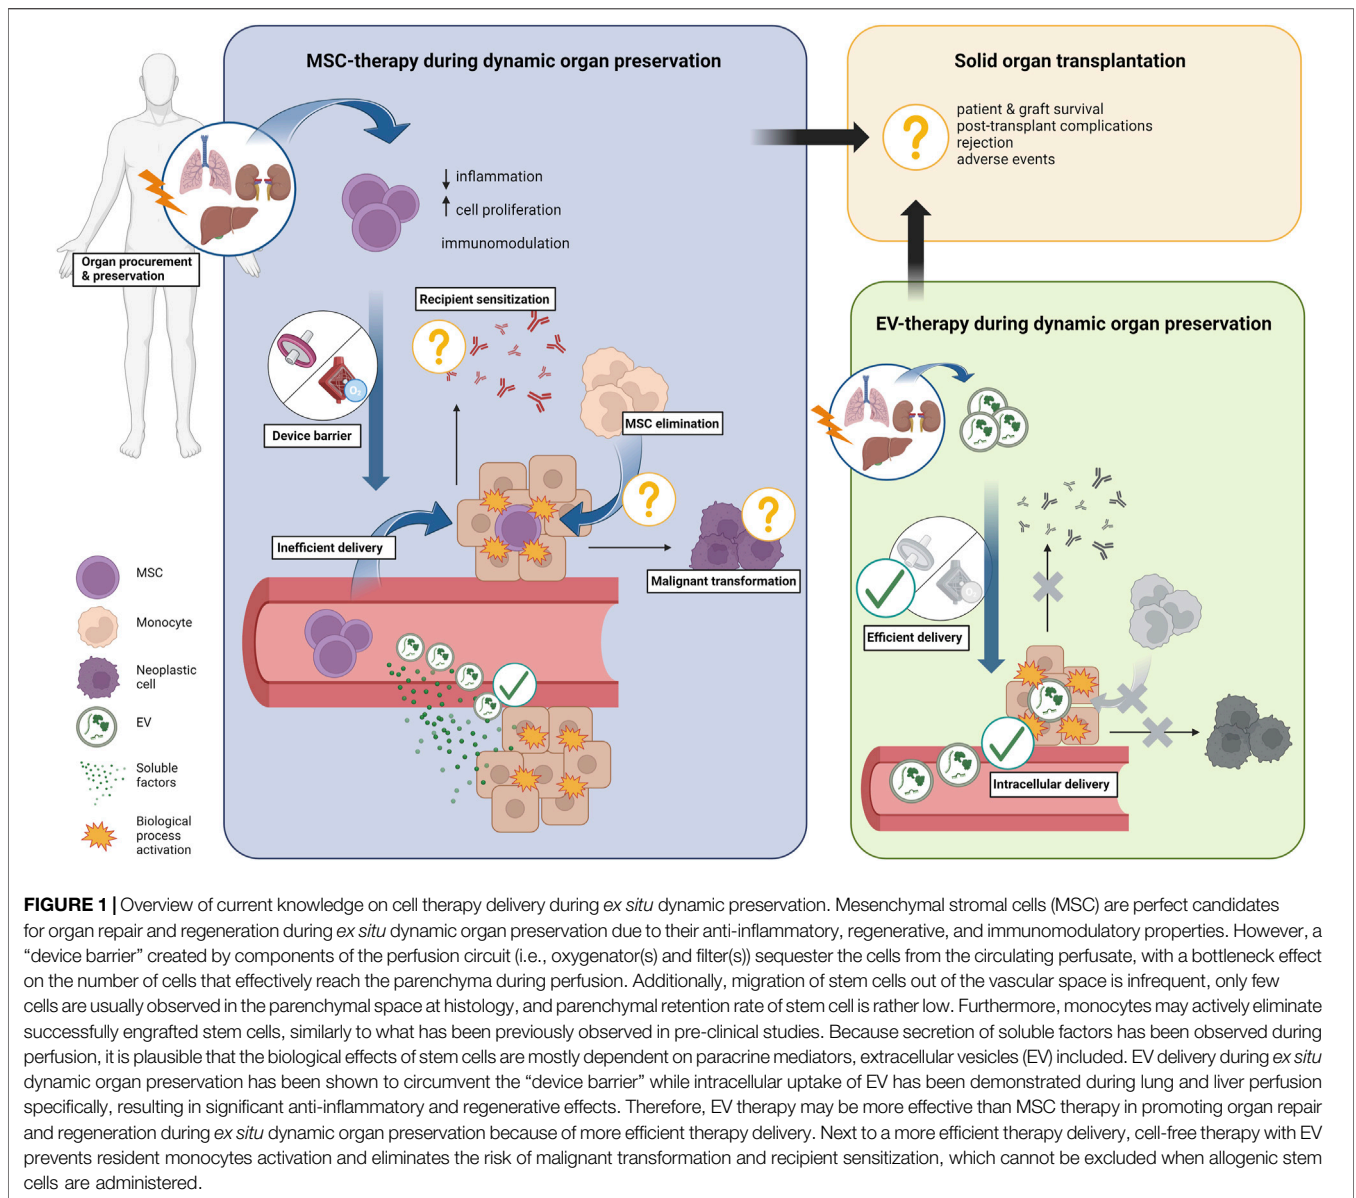 MSC-therapy during dynamic organ preservation
Organ procurement
& preservation
↓ inflammation
↑ cell proliferation
immunomodulation
Recipient sensitization
?
O₂
Device barrier
MSC elimination
?
?
Inefficient delivery
Malignant transformation
MSC
Monocyte
Neoplastic
cell
EV
Soluble
factors
Biological
process
activation
Solid organ transplantation
?
patient & graft survival
post-transplant complications
rejection
adverse events
EV-therapy during dynamic organ preservation
O₂
Efficient delivery
Intracellular delivery
FIGURE 1 | Overview of current knowledge on cell therapy delivery during ex situ dynamic preservation. Mesenchymal stromal cells (MSC) are perfect candidates
for organ repair and regeneration during ex situ dynamic organ preservation due to their anti-inflammatory, regenerative, and immunomodulatory properties. However, a
“device barrier” created by components of the perfusion circuit (i.e., oxygenator(s) and filter(s)) sequester the cells from the circulating perfusate, with a bottleneck effect
on the number of cells that effectively reach the parenchyma during perfusion. Additionally, migration of stem cells out of the vascular space is infrequent, only few
cells are usually observed in the parenchymal space at histology, and parenchymal retention rate of stem cell is rather low. Furthermore, monocytes may actively eliminate
successfully engrafted stem cells, similarly to what has been previously observed in pre-clinical studies. Because secretion of soluble factors has been observed during
perfusion, it is plausible that the biological effects of stem cells are mostly dependent on paracrine mediators, extracellular vesicles (EV) included. EV delivery during ex situ
dynamic organ preservation has been shown to circumvent the “device barrier” while intracellular uptake of EV has been demonstrated during lung and liver perfusion
specifically, resulting in significant anti-inflammatory and regenerative effects. Therefore, EV therapy may be more effective than MSC therapy in promoting organ repair
and regeneration during ex situ dynamic organ preservation because of more efficient therapy delivery. Next to a more efficient therapy delivery, cell-free therapy with EV
prevents resident monocytes activation and eliminates the risk of malignant transformation and recipient sensitization, which cannot be excluded when allogenic stem
cells are administered.